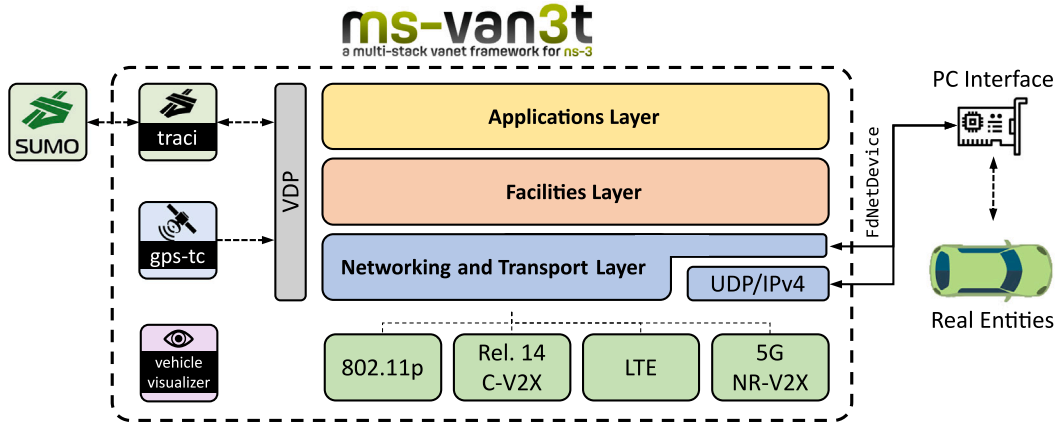 ms-van3t
a multi-stack vanet framework for ns-3
SUMO
traci
gps-tc
vehicle
visualizer
VDP
Applications Layer
Facilities Layer
Networking and Transport Layer
UDP/IPv4
802.11p
Rel. 14
C-V2X
LTE
5G
NR-V2X
FdNetDevice
PC Interface
Real Entities